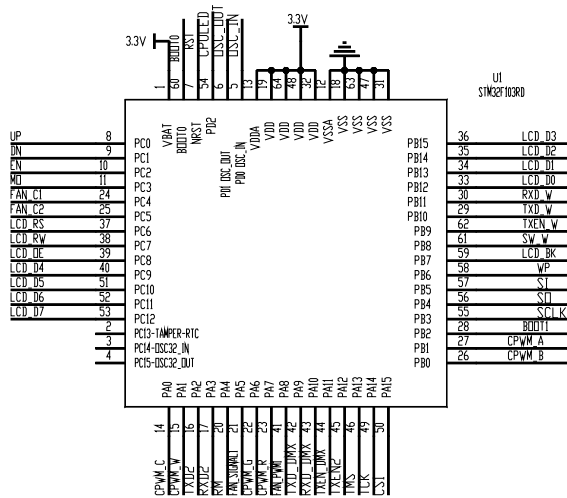 3.3V BOOT0 RST CPULED OSC_OUT OSC_IN 3.3V
1 60 7 54 6 5 13 19 64 48 32 12 18 63 47 31
U1
STM32F103RD
VBAT BOOT0 NRST PD2 PD1 OSC_OUT PD0 OSC_IN VDDA VDD VDD VDD VDD VSSA VSS VSS VSS VSS
UP 8 PC0
DN 9 PC1
EN 10 PC2
MO 11 PC3
FAN_C1 24 PC4
FAN_C2 25 PC5
LCD_RS 37 PC6
LCD_RW 38 PC7
LCD_OE 39 PC8
LCD_D4 40 PC9
LCD_D5 51 PC10
LCD_D6 52 PC11
LCD_D7 53 PC12
2 PC13-TAMPER-RTC
3 PC14-OSC32_IN
4 PC15-OSC32_OUT
PB15 36 LCD_D3
PB14 35 LCD_D2
PB13 34 LCD_D1
PB12 33 LCD_D0
PB11 30 RXD_W
PB10 29 TXD_W
PB9 62 TXEN_W
PB8 61 SW_W
PB7 59 LCD_BK
PB6 58 WP
PB5 57 SI
PB4 56 SO
PB3 55 SCLK
PB2 28 BOOT1
PB1 27 CPWM_A
PB0 26 CPWM_B
PA0 PA1 PA2 PA3 PA4 PA5 PA6 PA7 PA8 PA9 PA10 PA11 PA12 PA13 PA14 PA15
14 15 16 17 20 21 22 23 41 42 43 44 45 46 49 50
CPWM_C CPWM_W TXD2 RXD2 RM FAN_SIGNAL1 CPWM_G CPWM_R FAN_PWM1 TXD_DMX RXD_DMX TXEN_DMX TXEN2 TMS TCK CS1